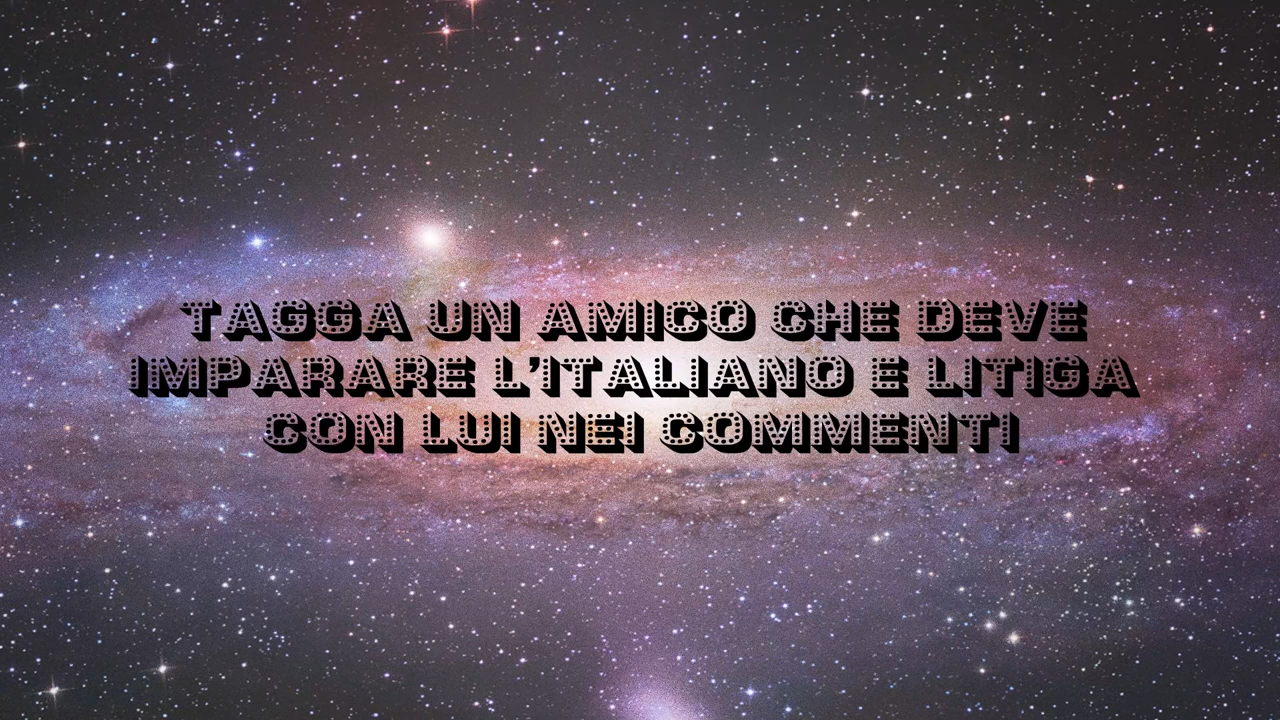 TAGGA UN AMICO CHE DEVE
IMPARARE L'ITALIANO E LITIGA
CON LUI NEI COMMENTI